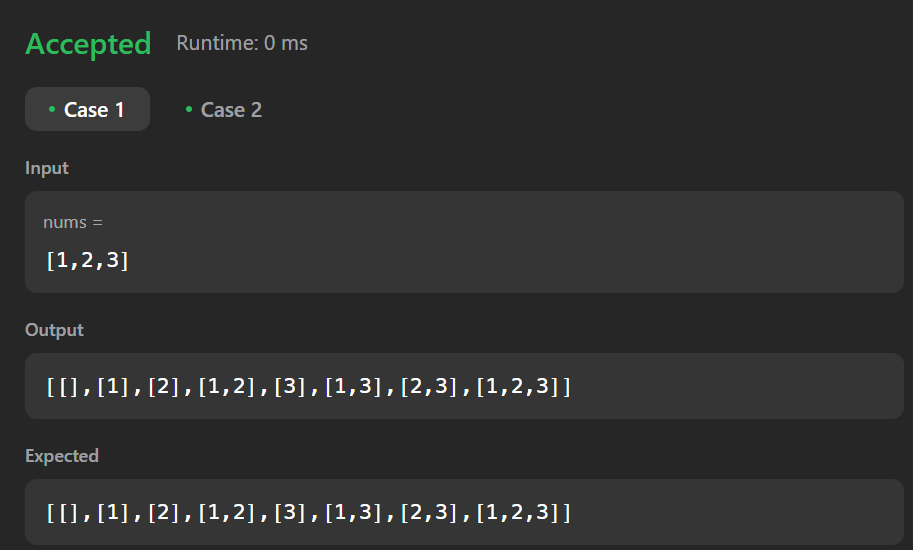 Accepted Runtime: 0 ms
• Case 1 • Case 2
Input
nums =
[1,2,3]
Output
[[],[1],[2],[1,2],[3],[1,3],[2,3],[1,2,3]]
Expected
[[],[1],[2],[1,2],[3],[1,3],[2,3],[1,2,3]]